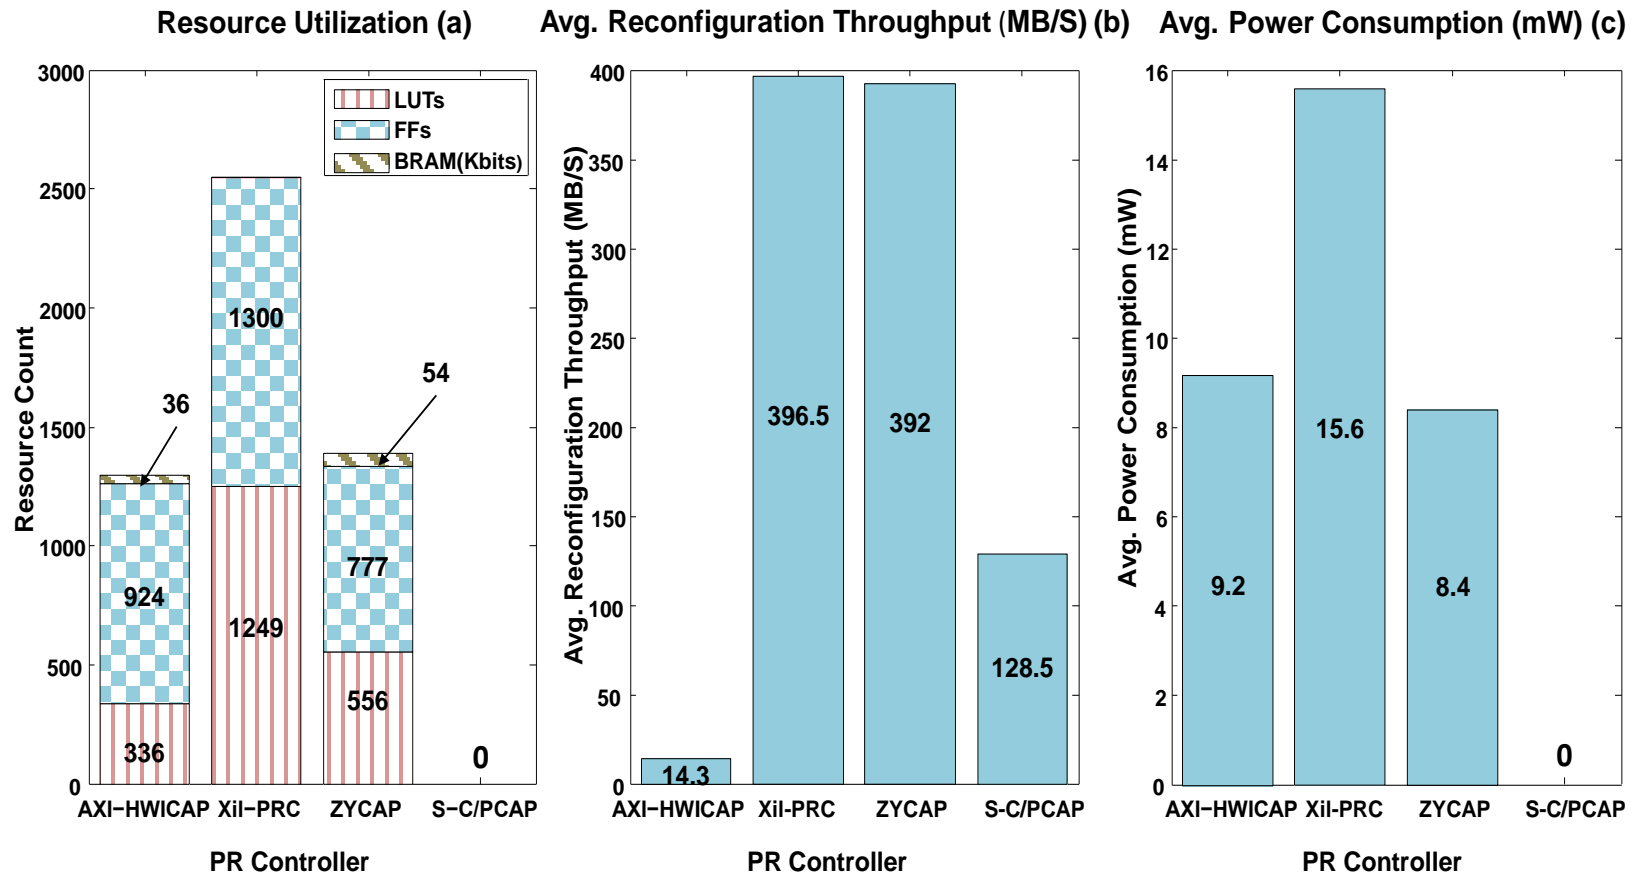 Resource Utilization (a)
3000
2500
2000
1500
1000
500
0
Resource Count
LUTs
FFs
BRAM(Kbits)
36
54
924
336
1300
1249
777
556
0
AXI−HWICAP
Xil−PRC
ZYCAP
S−C/PCAP
PR Controller
Avg. Reconfiguration Throughput (MB/S) (b)
400
350
300
250
200
150
100
50
0
Avg. Reconfiguration Throughput (MB/S)
14.3
396.5
392
128.5
AXI−HWICAP
Xil-PRC
ZYCAP
S-C/PCAP
PR Controller
Avg. Power Consumption (mW) (c)
16
14
12
10
8
6
4
2
0
Avg. Power Consumption (mW)
9.2
15.6
8.4
0
AXI−HWICAP
Xil-PRC
ZYCAP
S-C/PCAP
PR Controller